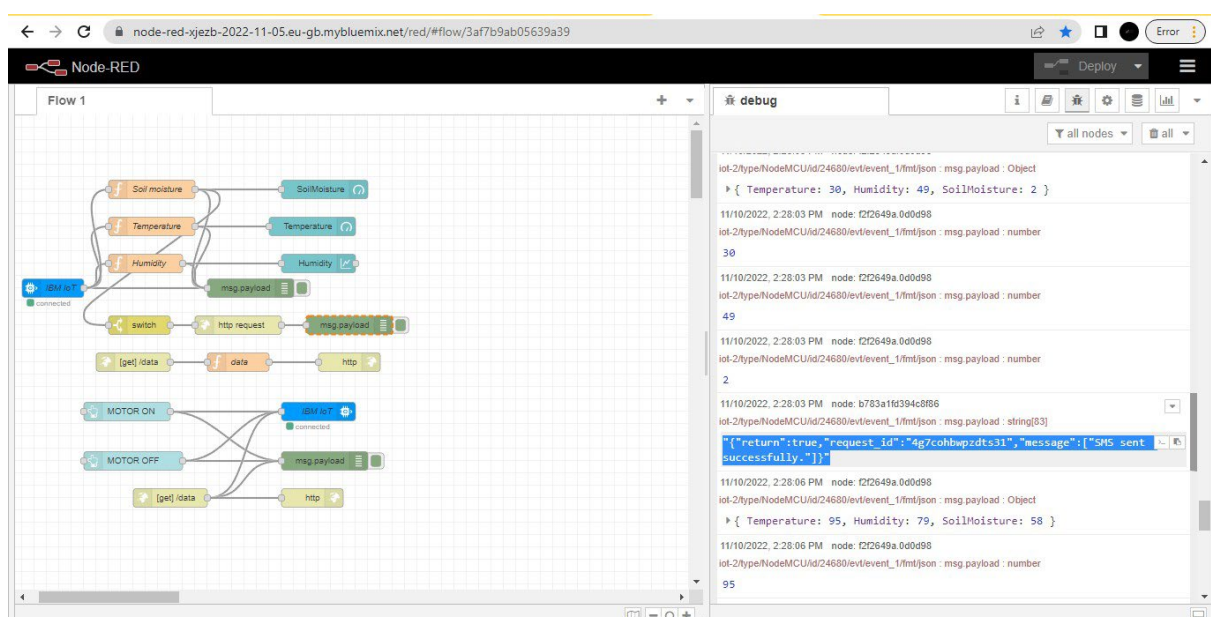 node-red-xjezb-2022-11-05.eu-gb.mybluemix.net/red/#flow/3af7b9ab05639a39
Error
Node-RED
Deploy
Flow 1
Soil moisture
SoilMoisture
Temperature
Temperature
Humidity
Humidity
IBM IoT
connected
msg.payload
switch
http request
msg.payload
[get] /data
data
http
MOTOR ON
IBM IoT
connected
MOTOR OFF
msg.payload
[get] /data
http
debug
i
all nodes
all
iot-2/type/NodeMCU/id/24680/evt/event_1/fmt/json : msg.payload : Object
{ Temperature: 30, Humidity: 49, SoilMoisture: 2 }
11/10/2022, 2:28:03 PM node: f2f2649a.0d0d98
iot-2/type/NodeMCU/id/24680/evt/event_1/fmt/json : msg.payload : number
30
11/10/2022, 2:28:03 PM node: f2f2649a.0d0d98
iot-2/type/NodeMCU/id/24680/evt/event_1/fmt/json : msg.payload : number
49
11/10/2022, 2:28:03 PM node: f2f2649a.0d0d98
iot-2/type/NodeMCU/id/24680/evt/event_1/fmt/json : msg.payload : number
2
11/10/2022, 2:28:03 PM node: b783a1fd394c8f86
iot-2/type/NodeMCU/id/24680/evt/event_1/fmt/json : msg.payload : string[83]
"{"return":true,"request_id":"4g7cohbwpzdts31","message":["SMS sent
successfully."]}"
11/10/2022, 2:28:06 PM node: f2f2649a.0d0d98
iot-2/type/NodeMCU/id/24680/evt/event_1/fmt/json : msg.payload : Object
{ Temperature: 95, Humidity: 79, SoilMoisture: 58 }
11/10/2022, 2:28:06 PM node: f2f2649a.0d0d98
iot-2/type/NodeMCU/id/24680/evt/event_1/fmt/json : msg.payload : number
95